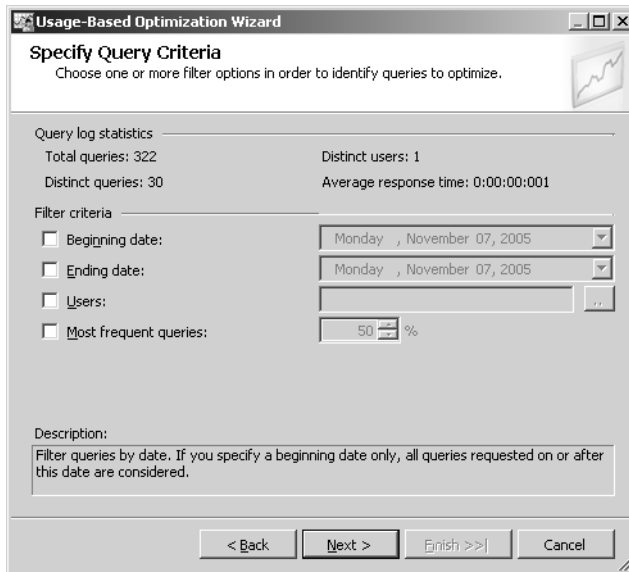 Usage-Based Optimization Wizard
Specify Query Criteria
Choose one or more filter options in order to identify queries to optimize.
Query log statistics
Total queries: 322 Distinct users: 1
Distinct queries: 30 Average response time: 0:00:00:001
Filter criteria
Beginning date: Monday , November 07, 2005
Ending date: Monday , November 07, 2005
Users: ..
Most frequent queries: 50 %
Description:
Filter queries by date. If you specify a beginning date only, all queries requested on or after
this date are considered.
< Back Next > Finish >>| Cancel